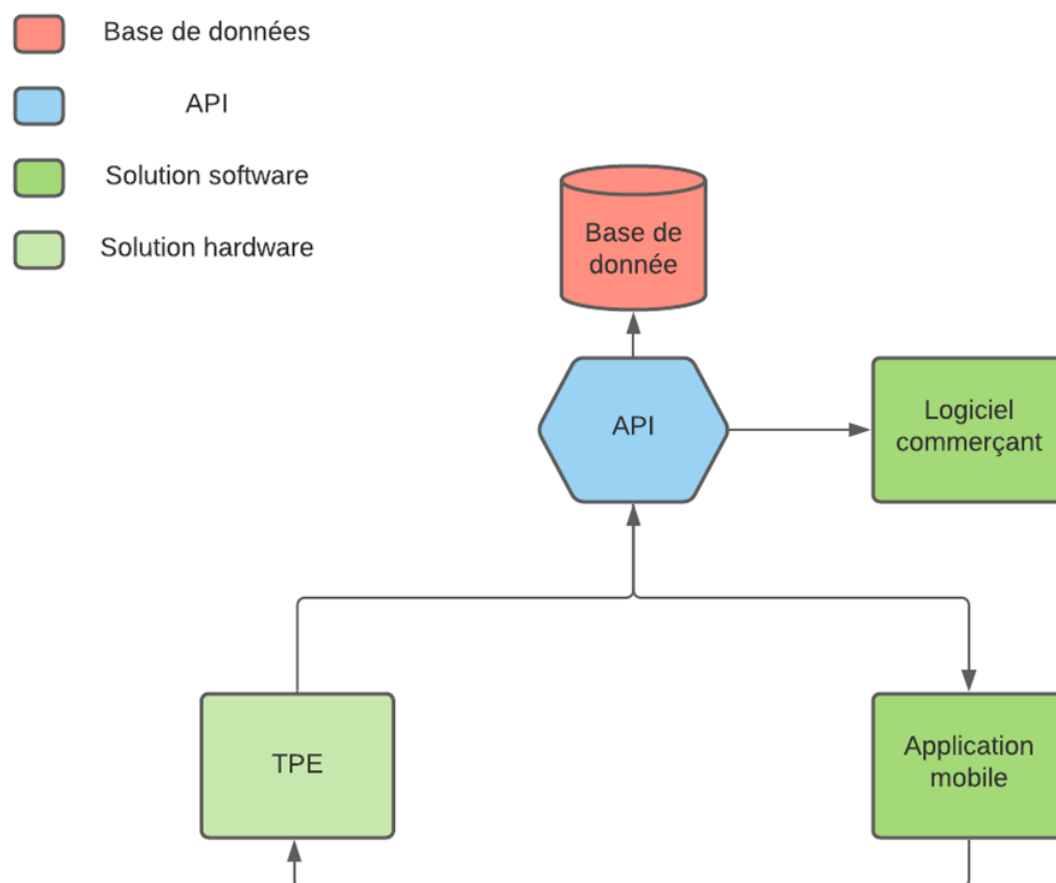 Base de données
API
Solution software
Solution hardware
Base de
donnée
API
Logiciel
commerçant
TPE
Application
mobile